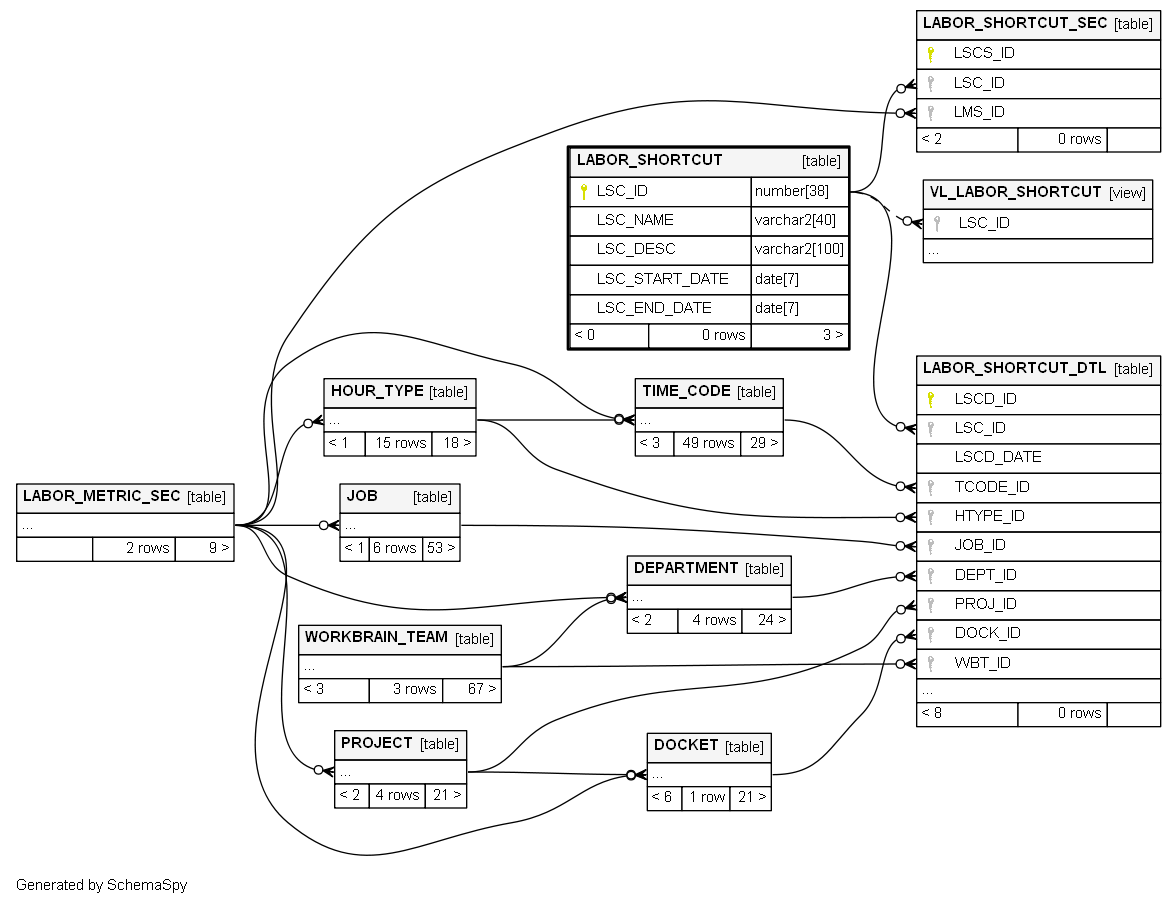 LABOR_SHORTCUT_SEC [table]
LSCS_ID
LSC_ID
LMS_ID
< 2 0 rows
LABOR_SHORTCUT [table]
LSC_ID number[38]
LSC_NAME varchar2[40]
LSC_DESC varchar2[100]
LSC_START_DATE date[7]
LSC_END_DATE date[7]
< 0 0 rows 3 >
VL_LABOR_SHORTCUT [view]
LSC_ID
...
LABOR_SHORTCUT_DTL [table]
LSCD_ID
LSC_ID
LSCD_DATE
TCODE_ID
HTYPE_ID
JOB_ID
DEPT_ID
PROJ_ID
DOCK_ID
WBT_ID
...
< 8 0 rows
HOUR_TYPE [table]
...
< 1 15 rows 18 >
TIME_CODE [table]
...
< 3 49 rows 29 >
LABOR_METRIC_SEC [table]
...
2 rows 9 >
JOB [table]
...
< 1 6 rows 53 >
DEPARTMENT [table]
...
< 2 4 rows 24 >
WORKBRAIN_TEAM [table]
...
< 3 3 rows 67 >
PROJECT [table]
...
< 2 4 rows 21 >
DOCKET [table]
...
< 6 1 row 21 >
Generated by SchemaSpy